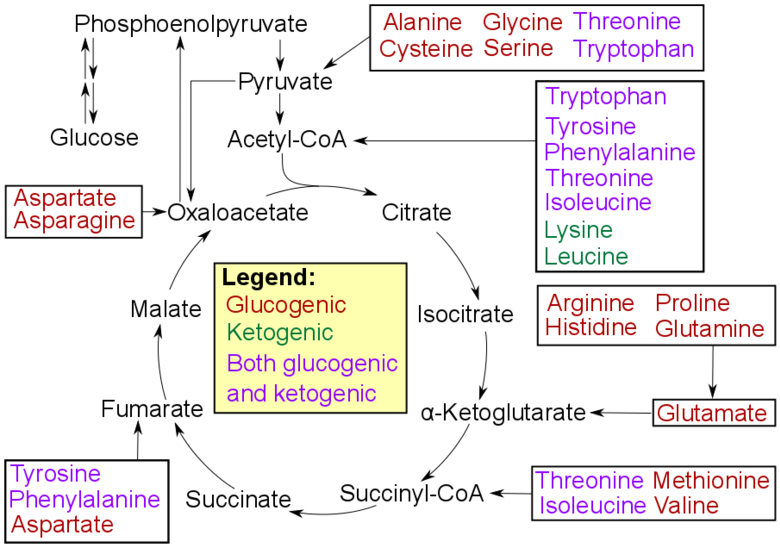 Phosphoenolpyruvate
Alanine Glycine Threonine
Cysteine Serine Tryptophan
Pyruvate
Glucose
Acetyl-CoA
Tryptophan
Tyrosine
Phenylalanine
Threonine
Isoleucine
Lysine
Leucine
Aspartate
Asparagine
Oxaloacetate
Citrate
Legend:
Glucogenic
Ketogenic
Both glucogenic
and ketogenic
Malate
Isocitrate
Arginine Proline
Histidine Glutamine
Fumarate
α-Ketoglutarate
Glutamate
Tyrosine
Phenylalanine
Aspartate
Succinate
Succinyl-CoA
Threonine Methionine
Isoleucine Valine